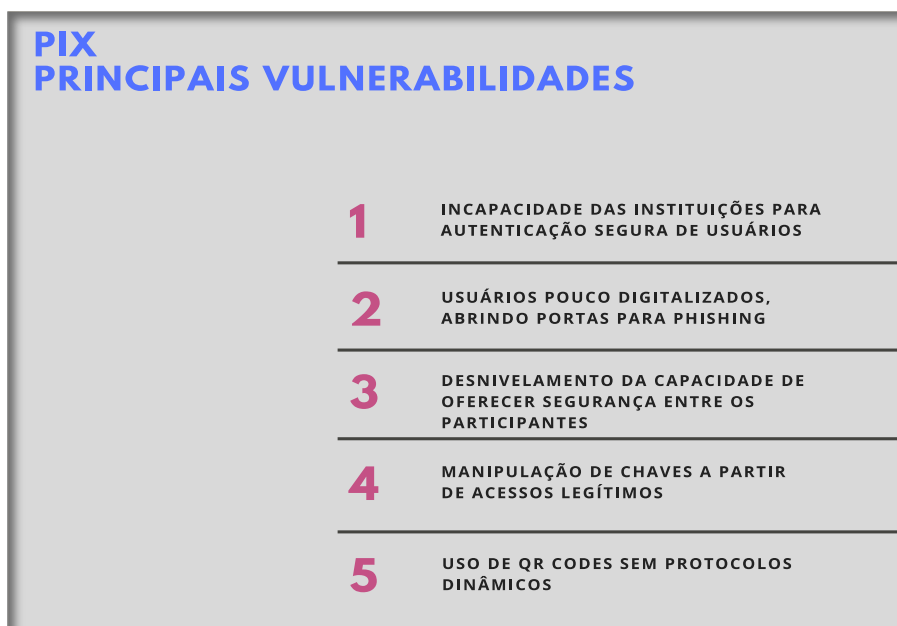 PIX
PRINCIPAIS VULNERABILIDADES
1
INCAPACIDADE DAS INSTITUIÇÕES PARA
AUTENTICAÇÃO SEGURA DE USUÁRIOS
2
USUÁRIOS POUCO DIGITALIZADOS,
ABRINDO PORTAS PARA PHISHING
3
DESNIVELAMENTO DA CAPACIDADE DE
OFERECER SEGURANÇA ENTRE OS
PARTICIPANTES
4
MANIPULAÇÃO DE CHAVES A PARTIR
DE ACESSOS LEGÍTIMOS
5
USO DE QR CODES SEM PROTOCOLOS
DINÂMICOS